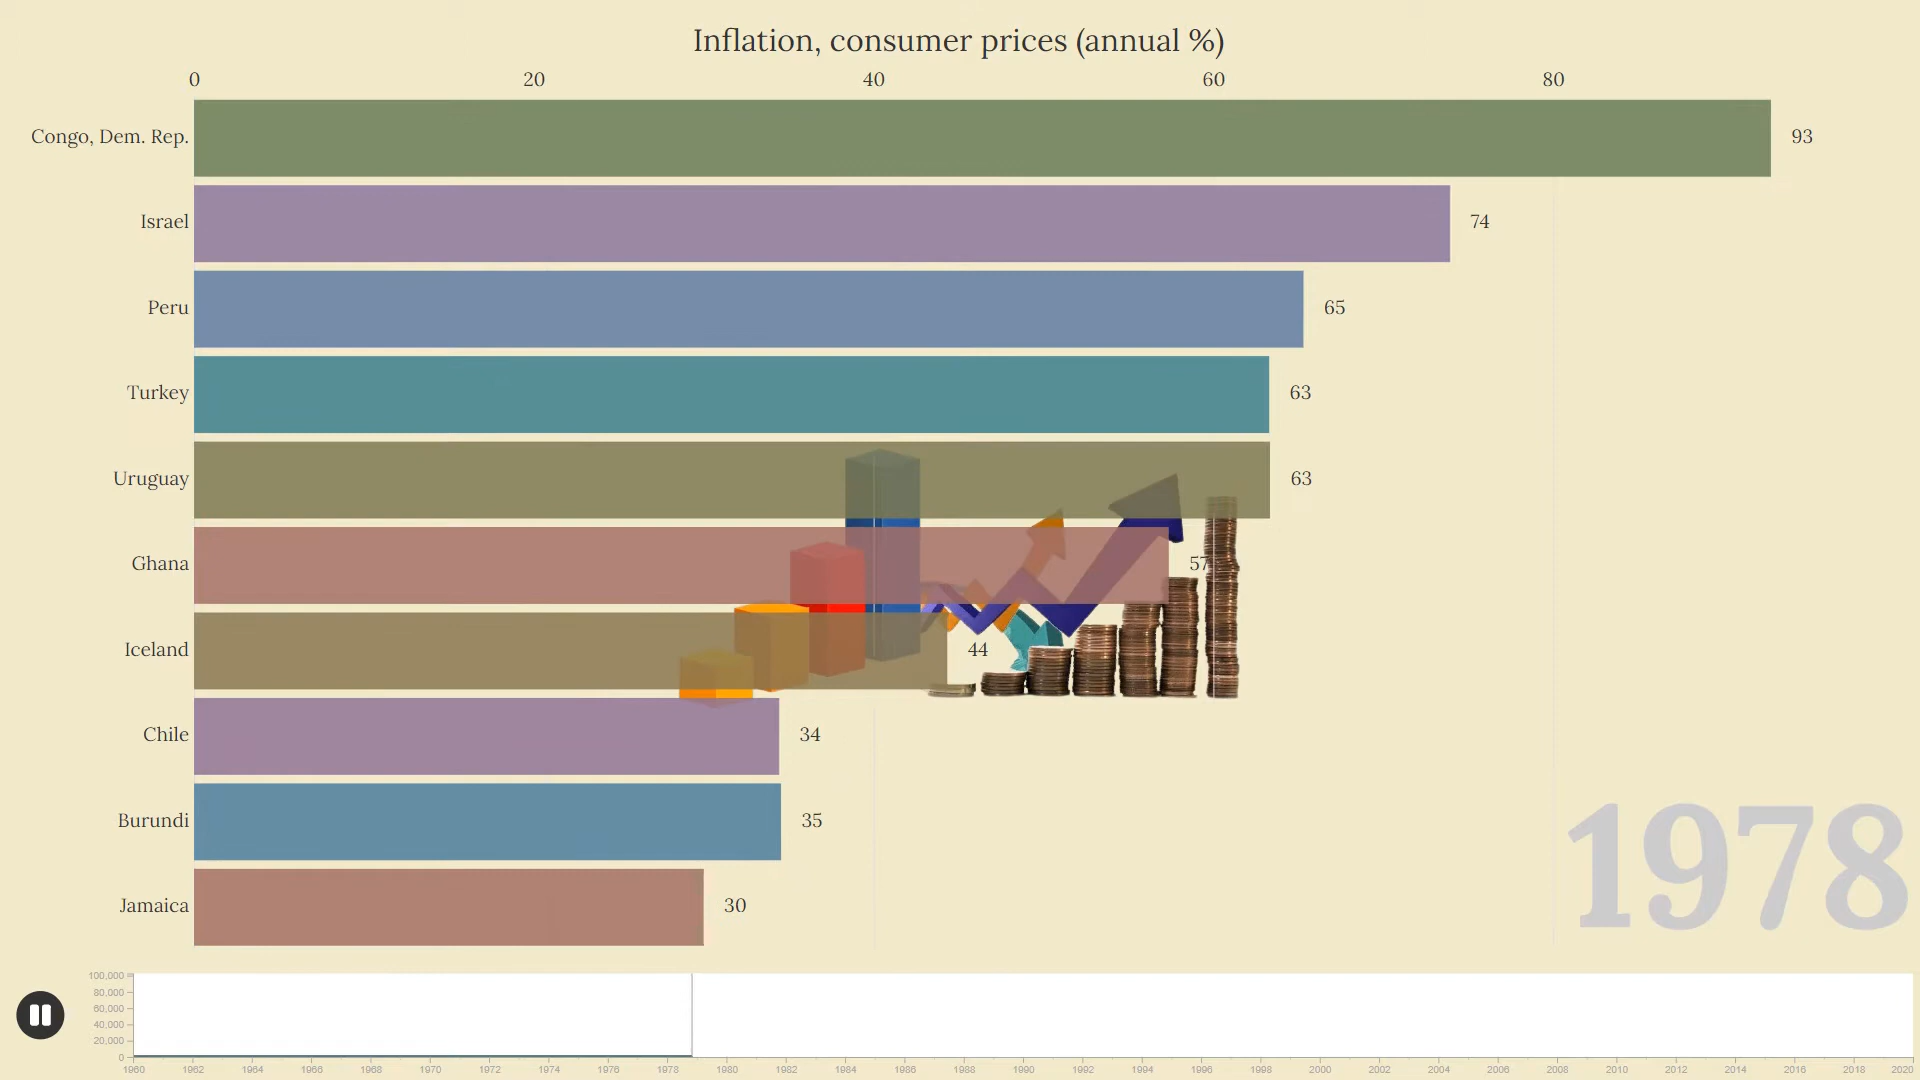 Inflation, consumer prices (annual %)
0 20 40 60 80
Congo, Dem. Rep. 93
Israel 74
Peru 65
Turkey 63
Uruguay 63
Ghana 57
Iceland 44
Chile 34
Burundi 35
Jamaica 30
1978
100,000
80,000
60,000
40,000
20,000
0
1960 1962 1964 1966 1968 1970 1972 1974 1976 1978 1980 1982 1984 1986 1988 1990 1992 1994 1996 1998 2000 2002 2004 2006 2008 2010 2012 2014 2016 2018 2020